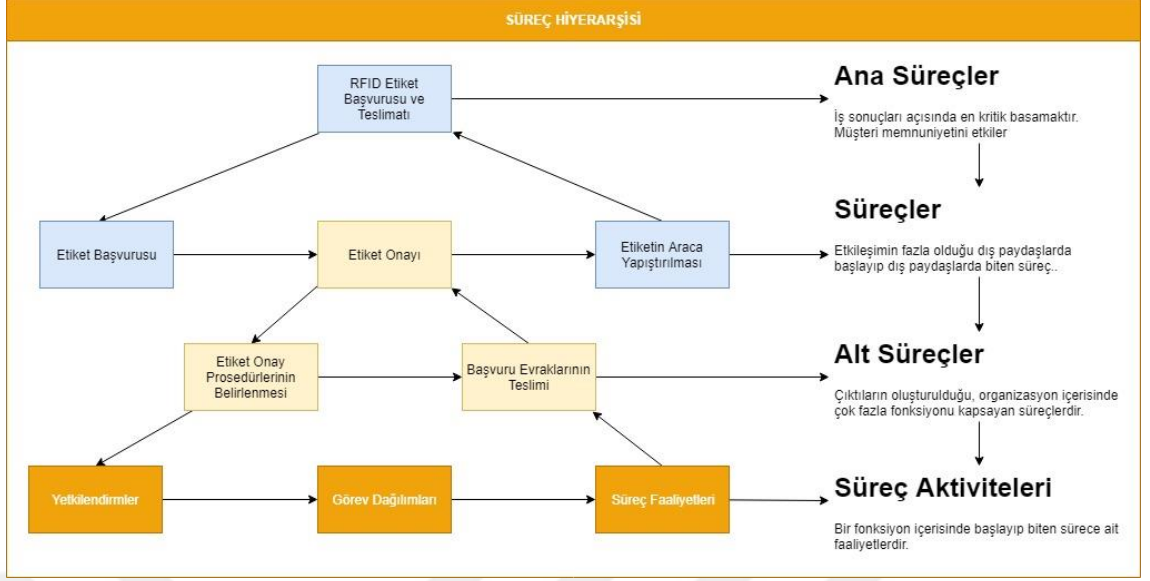 SÜREÇ HİYERARŞİSİ
RFID Etiket
Başvurusu ve
Teslimatı
Ana Süreçler
İş sonuçları açısında en kritik basamaktır.
Müşteri memnuniyetini etkiler
Etiket Başvurusu
Etiket Onayı
Etiketin Araca
Yapıştırılması
Süreçler
Etkileşimin fazla olduğu dış paydaşlarda
başlayıp dış paydaşlarda biten süreç..
Etiket Onay
Prosedürlerinin
Belirlenmesi
Başvuru Evraklarının
Teslimi
Alt Süreçler
Çıktıların oluşturulduğu, organizasyon içerisinde
çok fazla fonksiyonu kapsayan süreçlerdir.
Yetkilendirmler
Görev Dağılımları
Süreç Faaliyetleri
Süreç Aktiviteleri
Bir fonksiyon içerisinde başlayıp biten sürece ait
faaliyetlerdir.